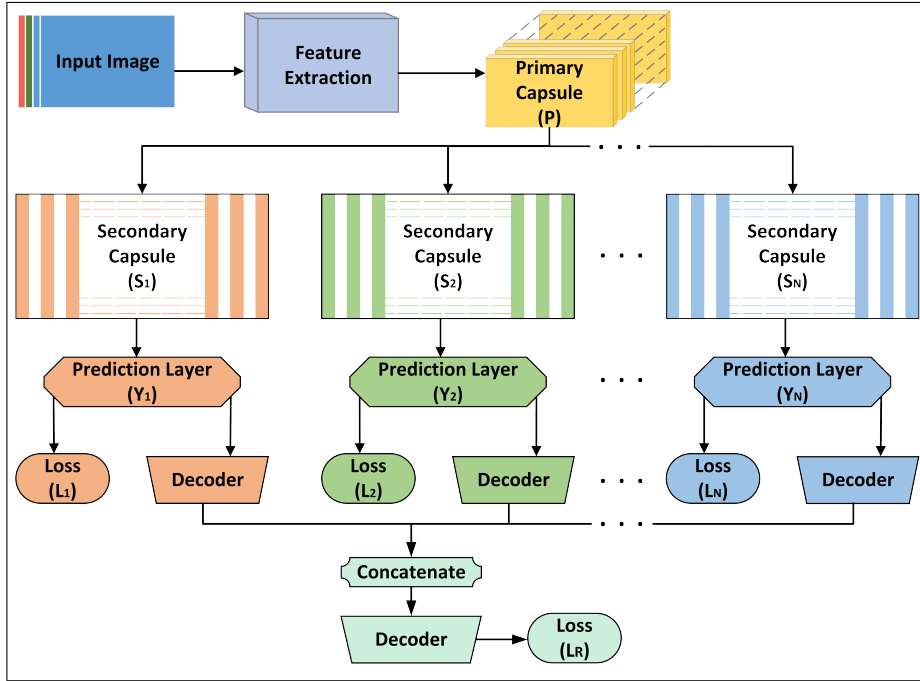 Input Image
Feature
Extraction
Primary
Capsule
(P)
Secondary
Capsule
(S1)
Secondary
Capsule
(S2)
Secondary
Capsule
(SN)
Prediction Layer
(Y1)
Prediction Layer
(Y2)
Prediction Layer
(YN)
Loss
(L1)
Decoder
Loss
(L2)
Decoder
Loss
(LN)
Decoder
Concatenate
Decoder
Loss
(LR)